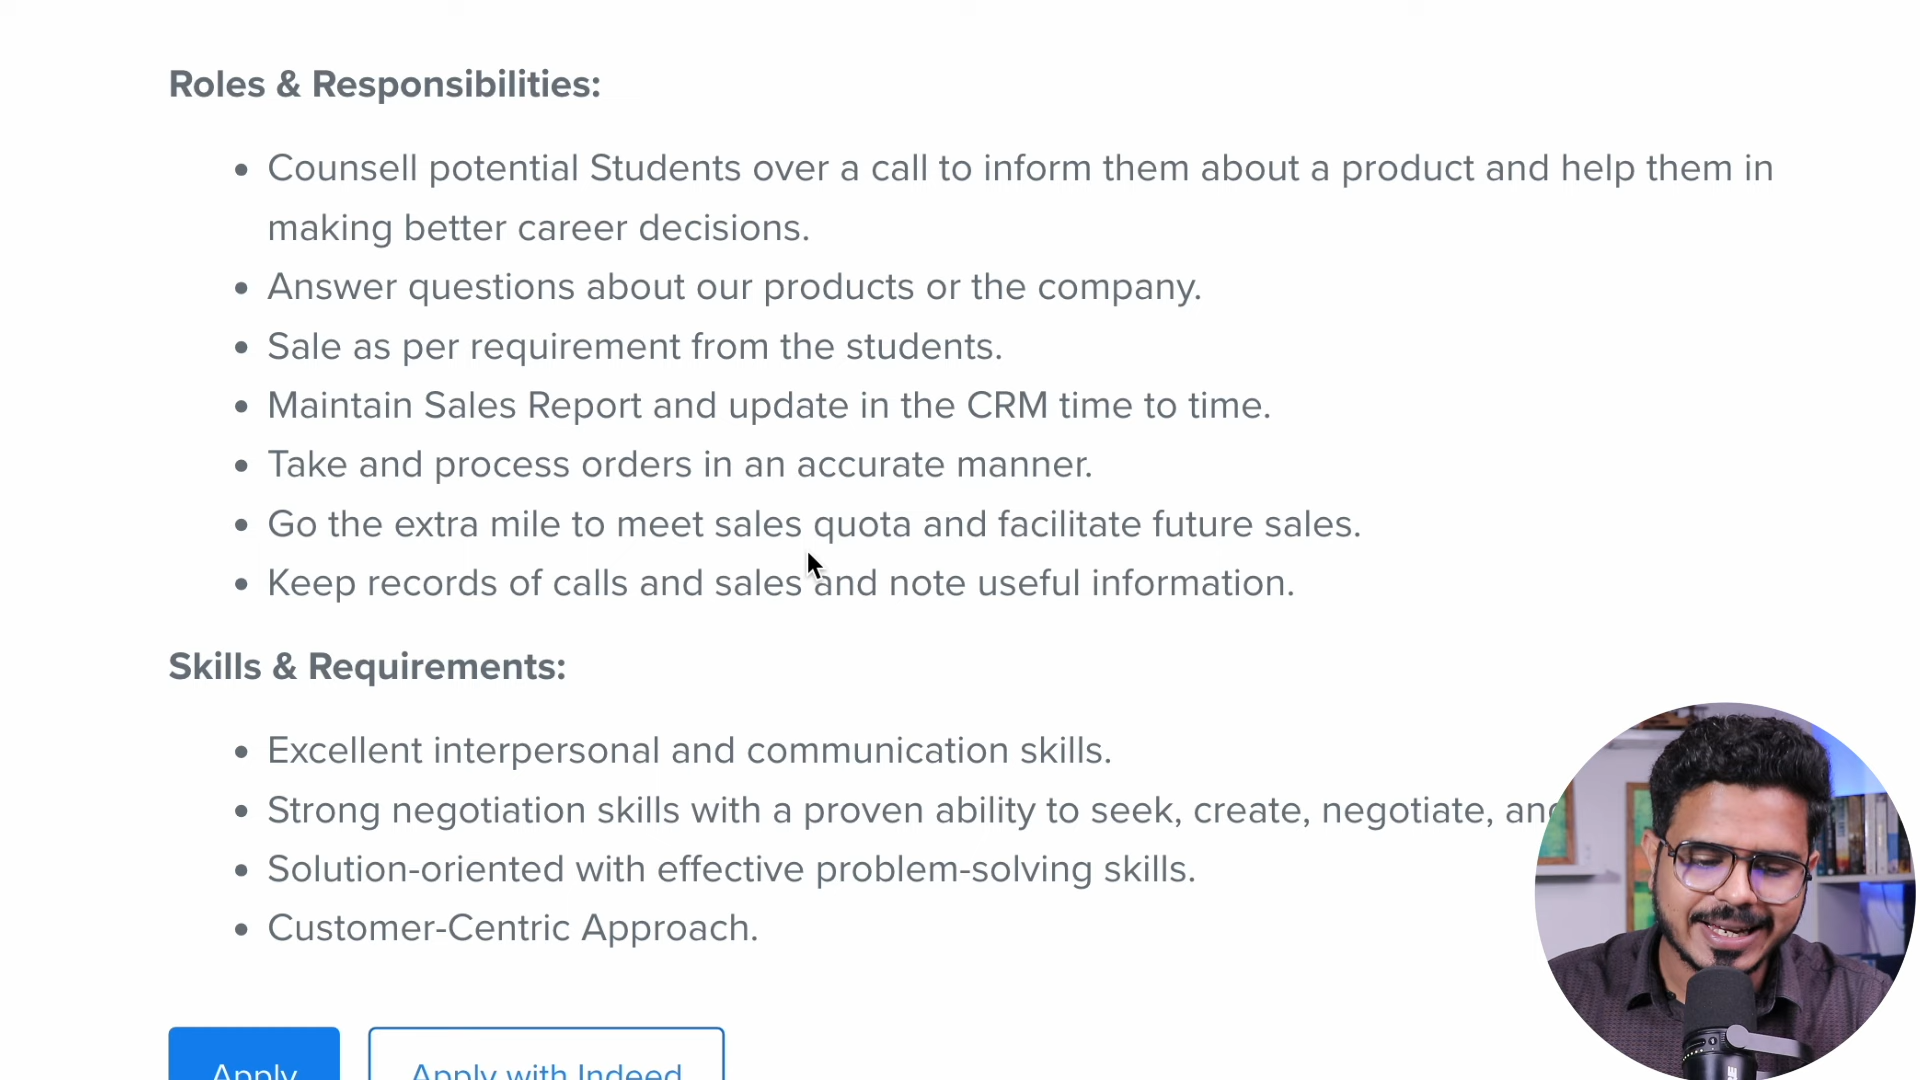 Roles & Responsibilities:
• Counsell potential Students over a call to inform them about a product and help them in
making better career decisions.
• Answer questions about our products or the company.
• Sale as per requirement from the students.
• Maintain Sales Report and update in the CRM time to time.
• Take and process orders in an accurate manner.
• Go the extra mile to meet sales quota and facilitate future sales.
• Keep records of calls and sales and note useful information.
Skills & Requirements:
• Excellent interpersonal and communication skills.
• Strong negotiation skills with a proven ability to seek, create, negotiate, and
• Solution-oriented with effective problem-solving skills.
• Customer-Centric Approach.
Apply
Apply with Indeed